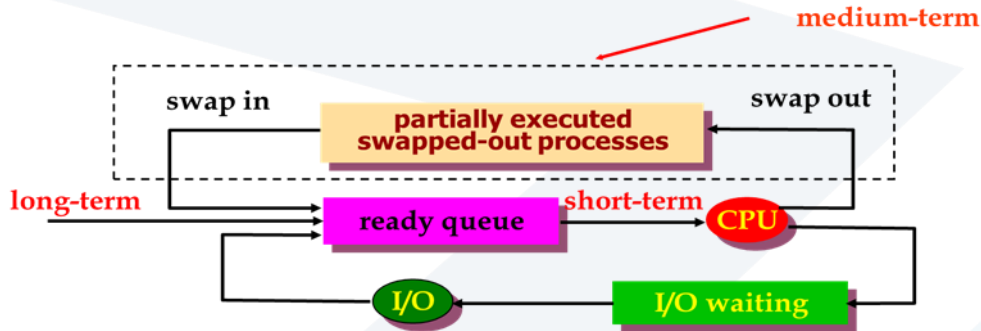 medium-term
swap in
swap out
partially executed
swapped-out processes
long-term
short-term
ready queue
CPU
I/O
I/O waiting